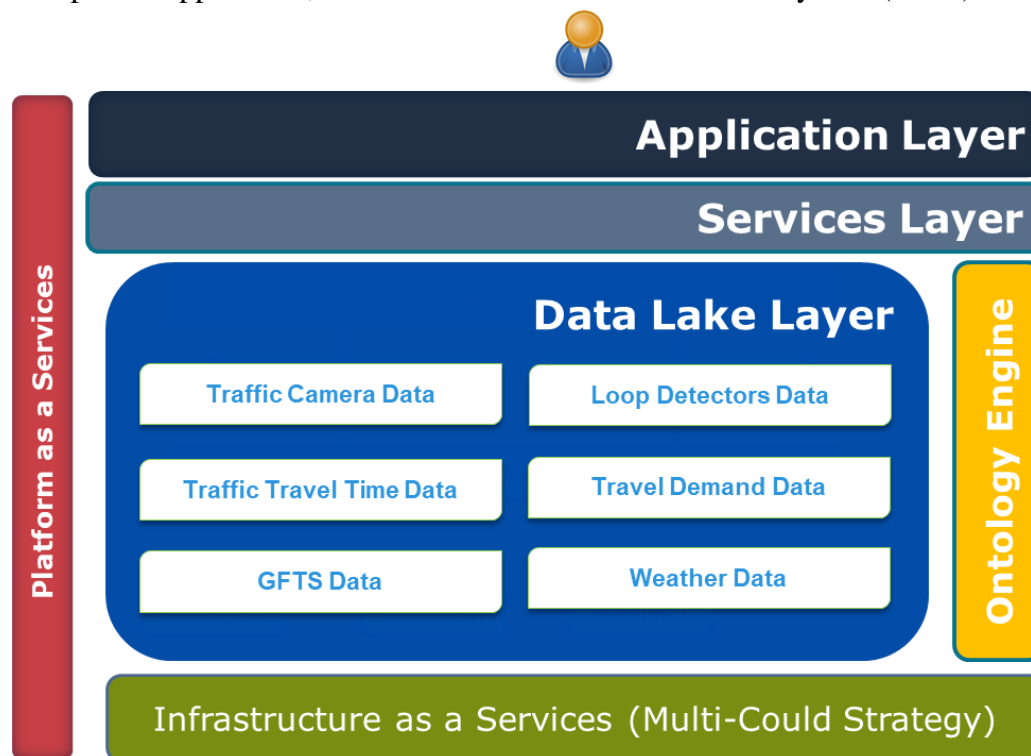 Application Layer
Services Layer
Platform as a Services
Data Lake Layer
Traffic Camera Data
Loop Detectors Data
Traffic Travel Time Data
Travel Demand Data
GFTS Data
Weather Data
Ontology Engine
Infrastructure as a Services (Multi-Could Strategy)